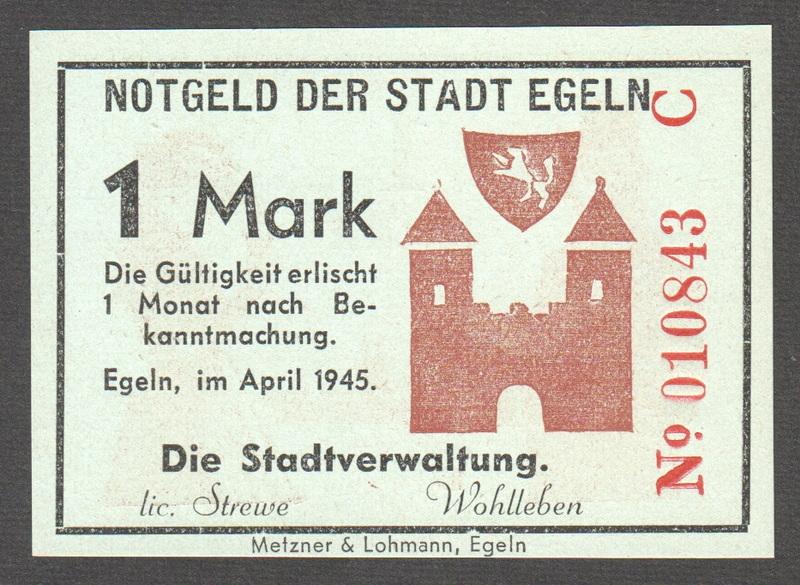 NOTGELD DER STADT EGELN
C
1 Mark
Die Gültigkeit erlischt
1 Monat nach Be-
kanntmachung.
Egeln, im April 1945.
Die Stadtverwaltung.
lic. Strewe Wohlleben
Nº 010843
Metzner & Lohmann, Egeln